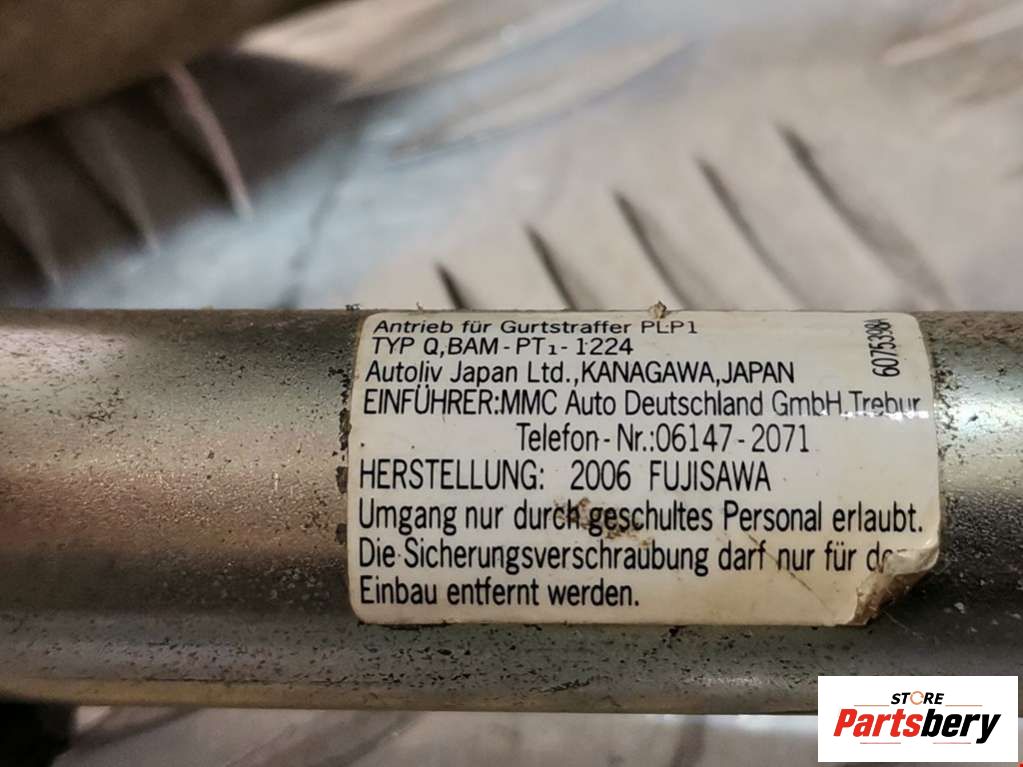 Antrieb für Gurtstraffer PLP1
TYP Q,BAM-PT1-1224
Autoliv Japan Ltd.,KANAGAWA,JAPAN
EINFÜHRER:MMC Auto Deutschland GmbH,Trebur
Telefon-Nr.:06147-2071
HERSTELLUNG: 2006 FUJISAWA
Umgang nur durch geschultes Personal erlaubt.
Die Sicherungsverschraubung darf nur für
Einbau entfernt werden.
6075398A
STORE
Partsbery